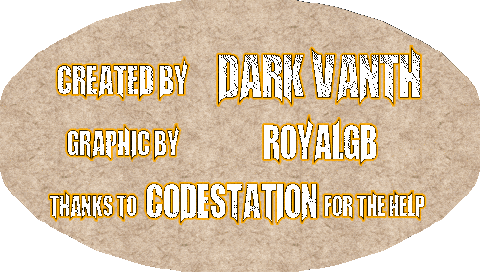 CREATED BY DARK VANTH
GRAPHIC BY ROYALGB
THANKS TO CODESTATION FOR THE HELP